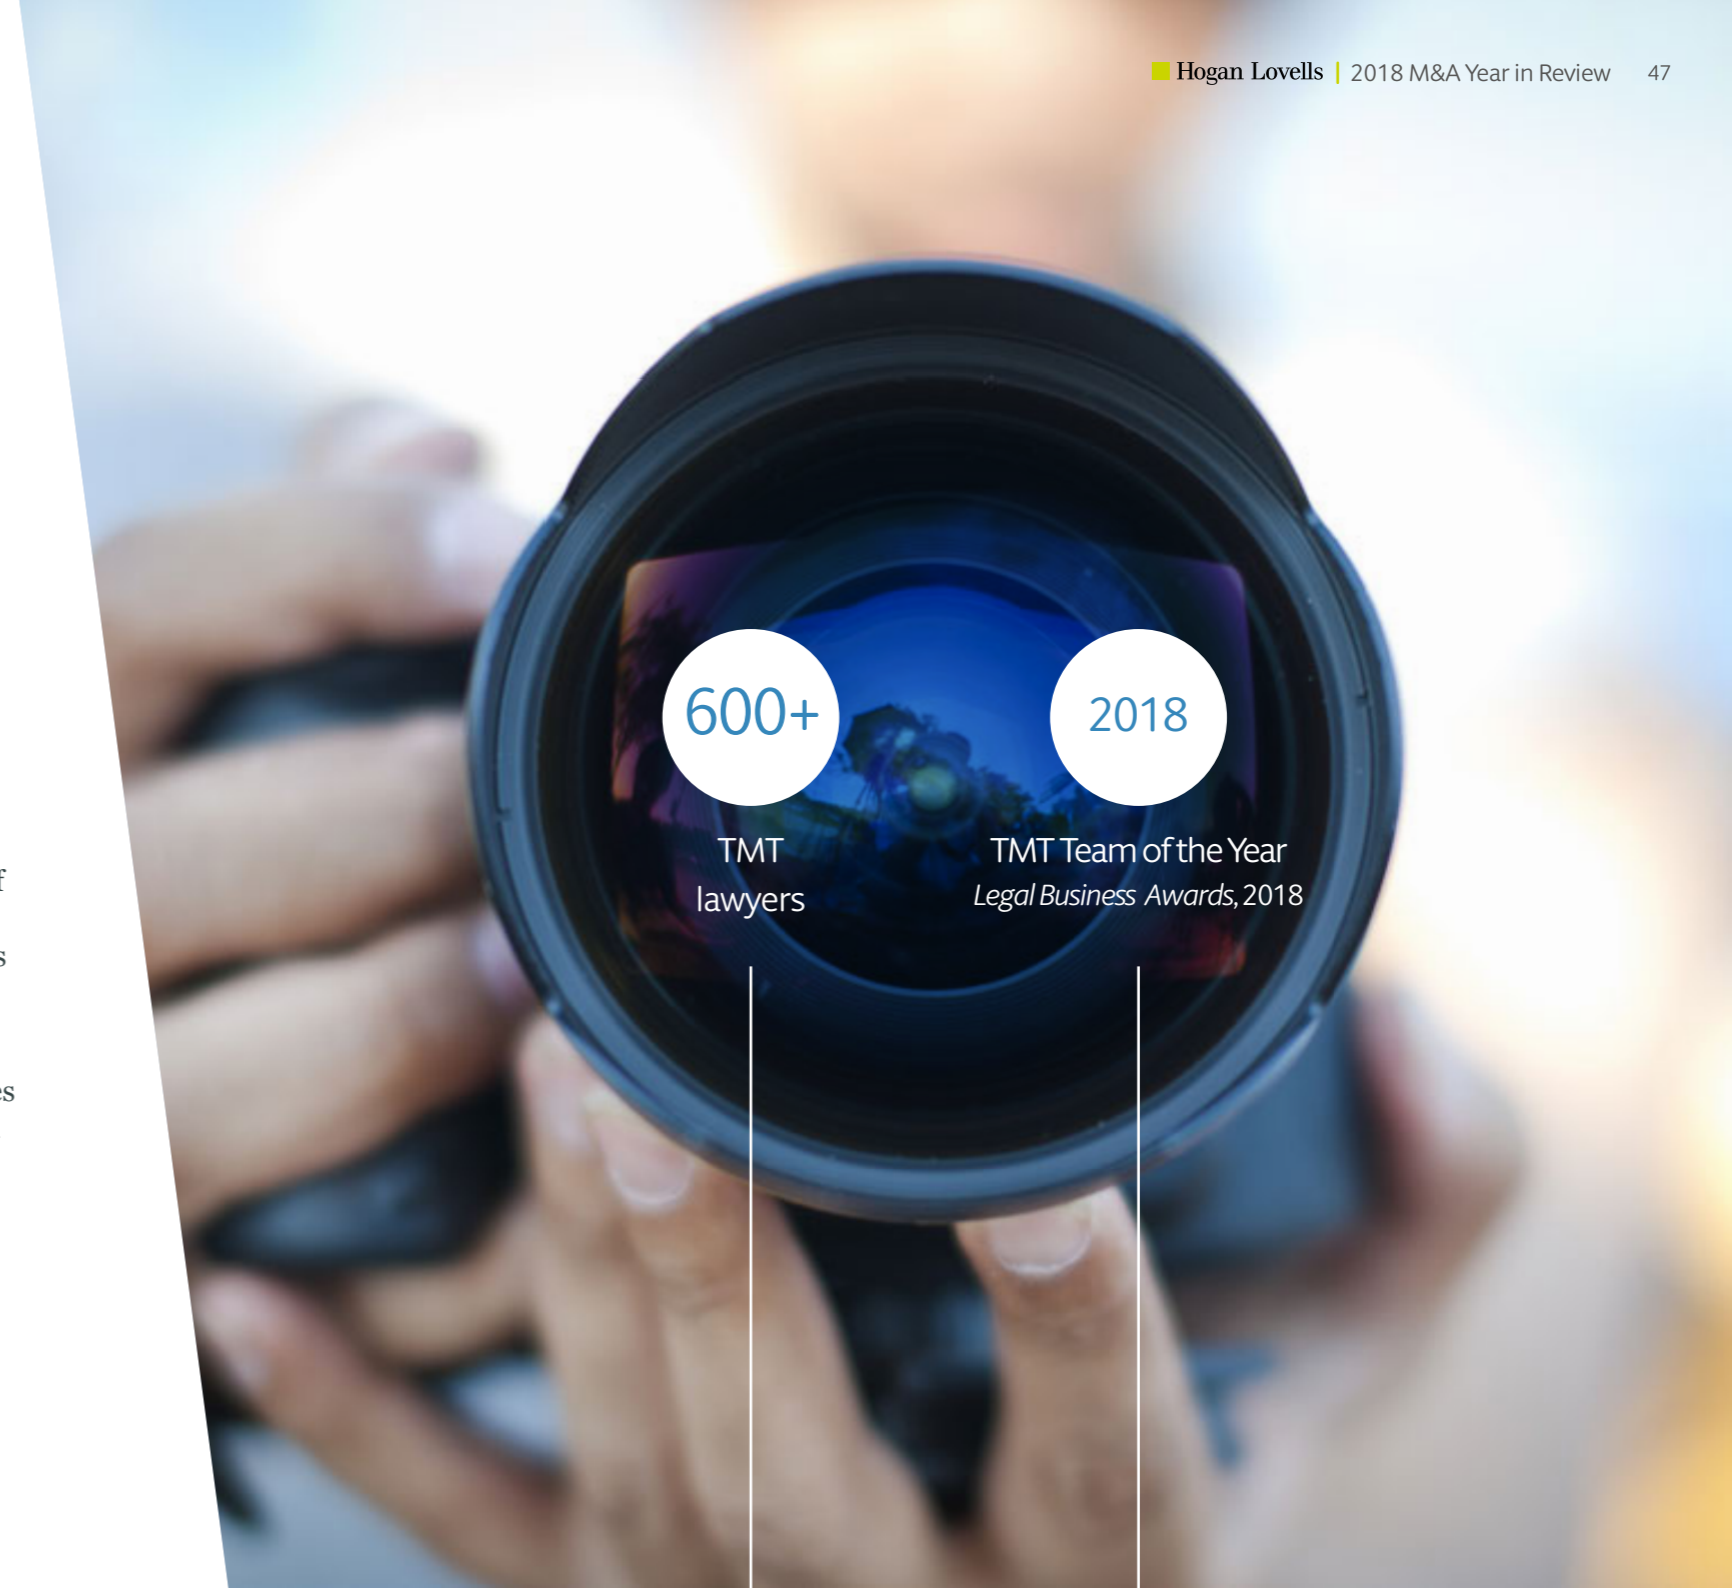 Hogan Lovells | 2018 M&A Year in Review 47
600+
TMT
lawyers
2018
TMT Team of the Year
Legal Business Awards, 2018
f
s
es